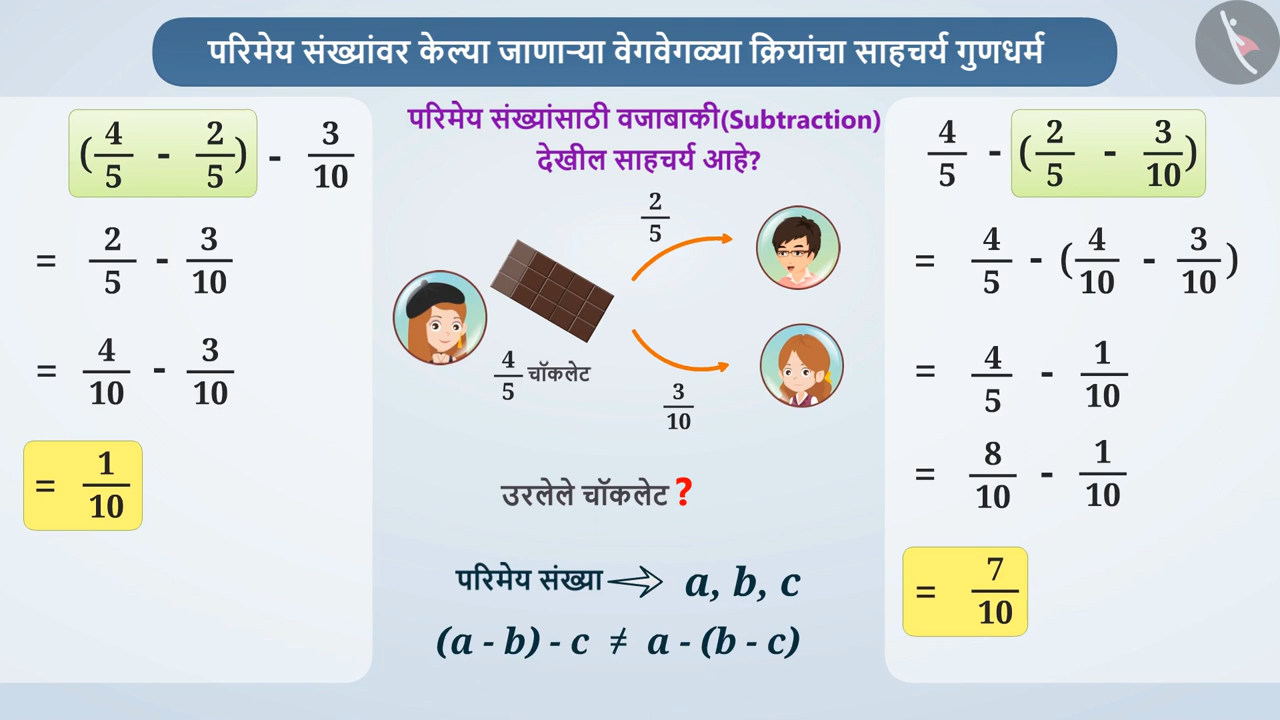 परिमेय संख्यांवर केल्या जाणाऱ्या वेगवेगळ्या क्रियांचा साहचर्य गुणधर्म
(4/5 - 2/5) - 3/10
= 2/5 - 3/10
= 4/10 - 3/10
= 1/10
परिमेय संख्यांसाठी वजाबाकी(Subtraction)
देखील साहचर्य आहे?
2/5
4/5 चॉकलेट
3/10
उरलेले चॉकलेट ?
परिमेय संख्या ⇒ a, b, c
(a - b) - c ≠ a - (b - c)
4/5 - (2/5 - 3/10)
= 4/5 - (4/10 - 3/10)
= 4/5 - 1/10
= 8/10 - 1/10
= 7/10